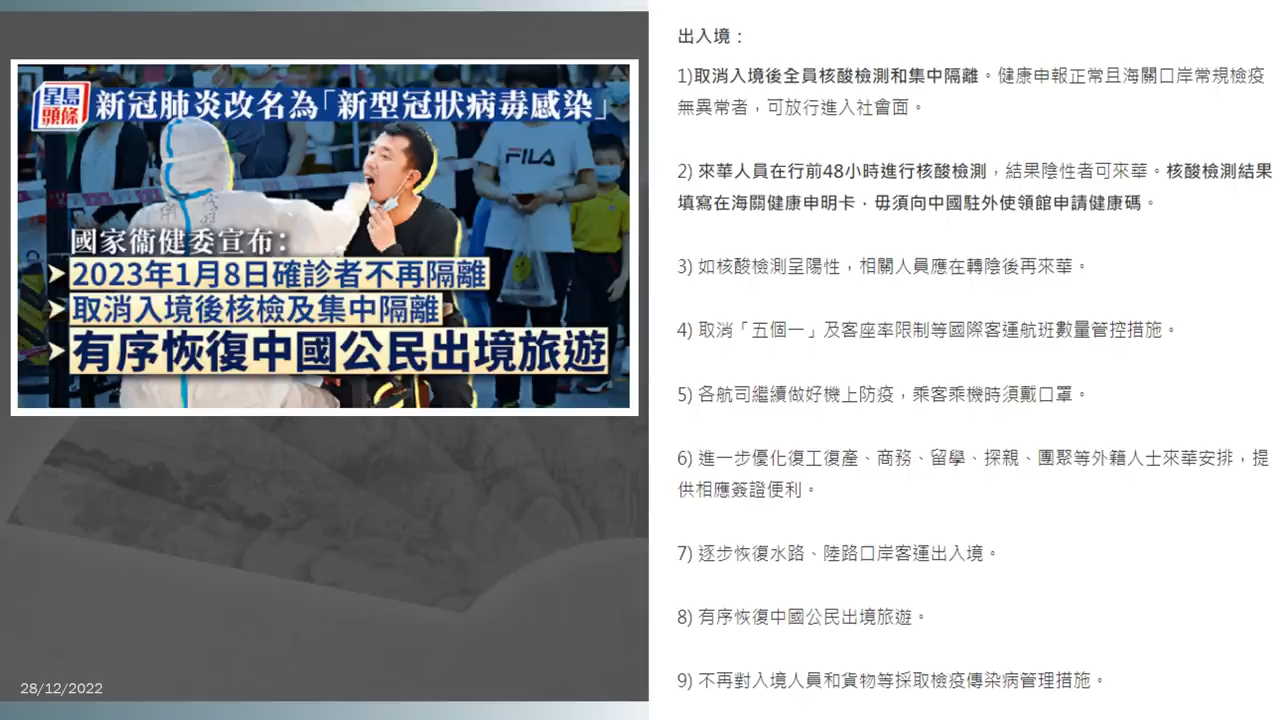 星島
頭條
新冠肺炎改名為「新型冠狀病毒感染」
FILA
國家衞健委宣布：
2023年1月8日確診者不再隔離
取消入境後核檢及集中隔離
有序恢復中國公民出境旅遊
28/12/2022
出入境：
1)取消入境後全員核酸檢測和集中隔離。健康申報正常且海關口岸常規檢疫
無異常者，可放行進入社會面。
2) 來華人員在行前48小時進行核酸檢測，結果陰性者可來華。核酸檢測結果
填寫在海關健康申明卡，毋須向中國駐外使領館申請健康碼。
3) 如核酸檢測呈陽性，相關人員應在轉陰後再來華。
4) 取消「五個一」及客座率限制等國際客運航班數量管控措施。
5) 各航司繼續做好機上防疫，乘客乘機時須戴口罩。
6) 進一步優化復工復產、商務、留學、探親、團聚等外籍人士來華安排，提
供相應簽證便利。
7) 逐步恢復水路、陸路口岸客運出入境。
8) 有序恢復中國公民出境旅遊。
9) 不再對入境人員和貨物等採取檢疫傳染病管理措施。